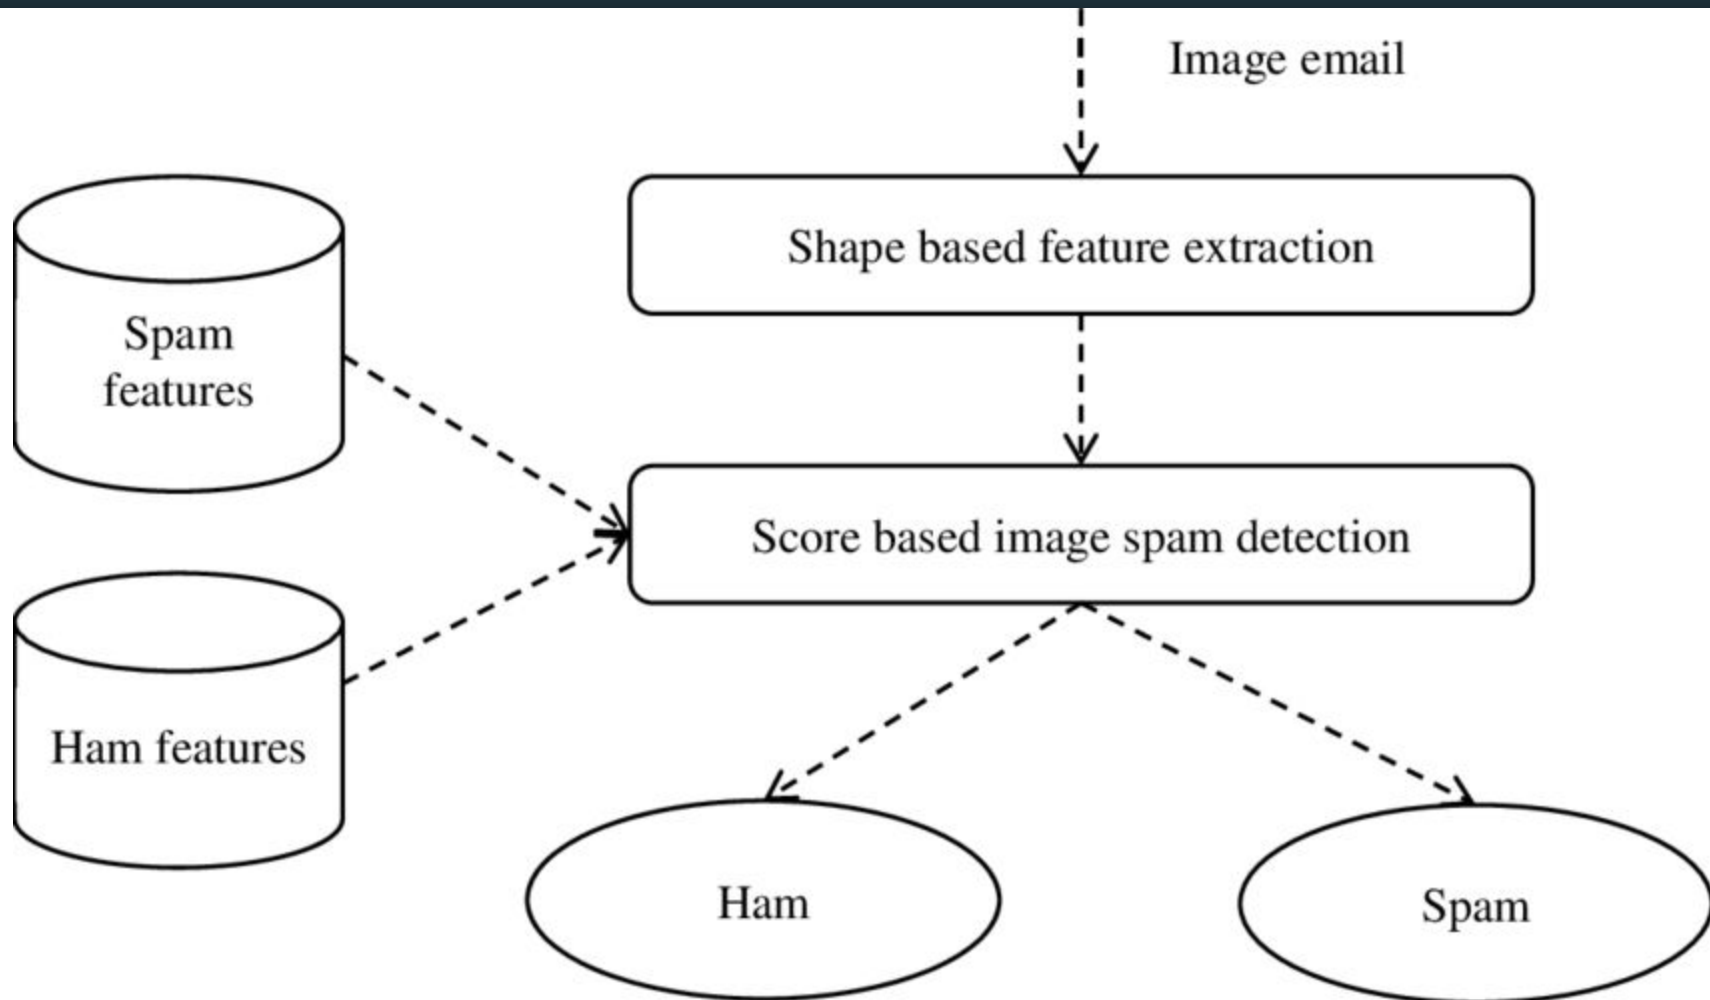 Image email
Shape based feature extraction
Spam
features
Score based image spam detection
Ham features
Ham
Spam